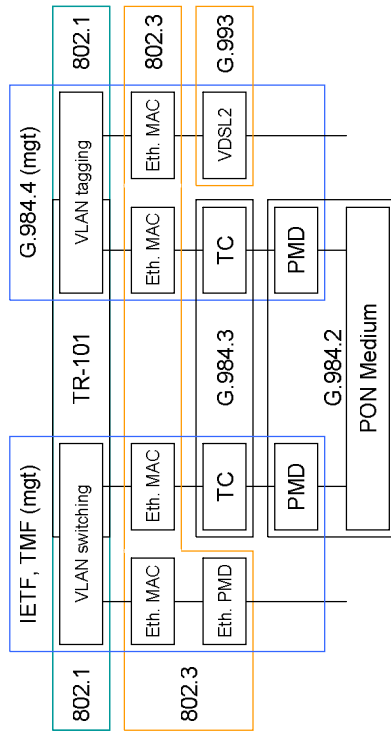 IETF, TMF (mgt)
G.984.4 (mgt)
802.1
VLAN switching
TR-101
VLAN tagging
802.1
802.3
Eth. MAC
Eth. MAC
Eth. MAC
Eth. MAC
802.3
Eth. PMD
TC
G.984.3
TC
VDSL2
G.993
PMD
G.984.2
PMD
PON Medium